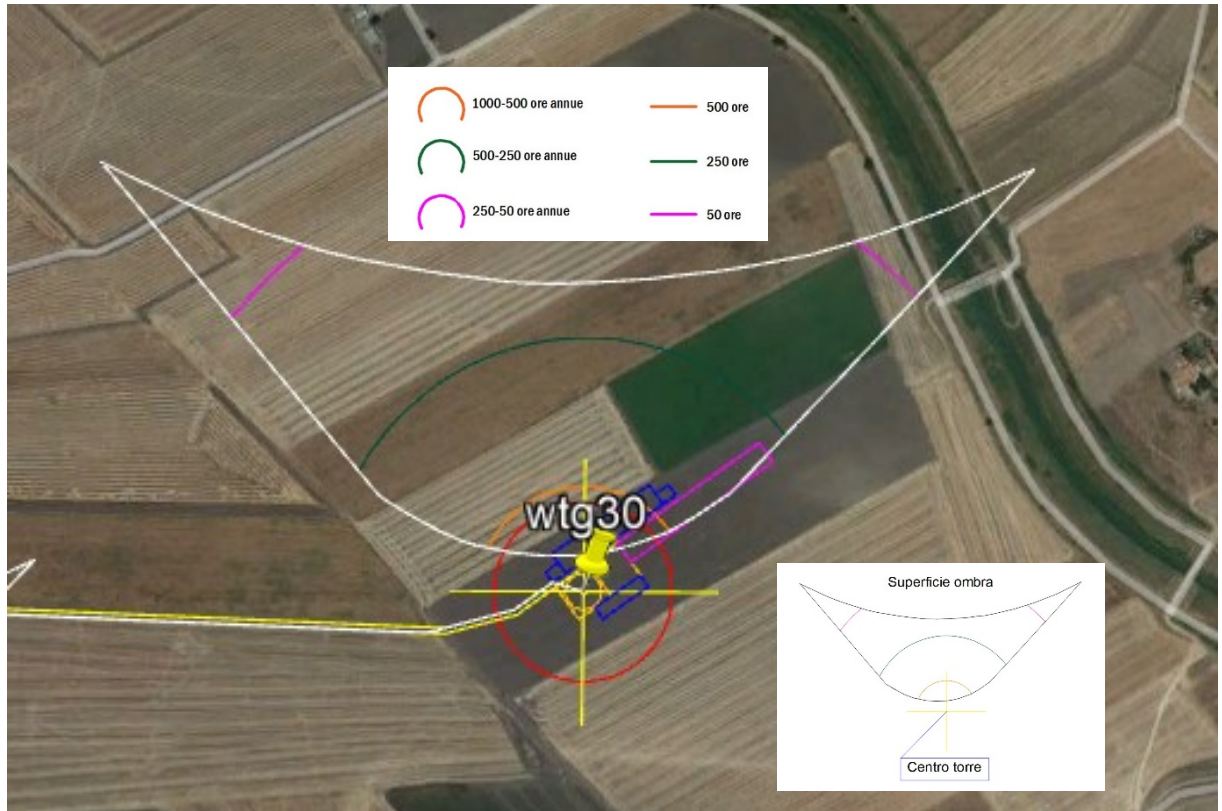 1000-500 ore annue
500 ore
500-250 ore annue
250 ore
250-50 ore annue
50 ore
wtg30
Superficie ombra
Centro torre